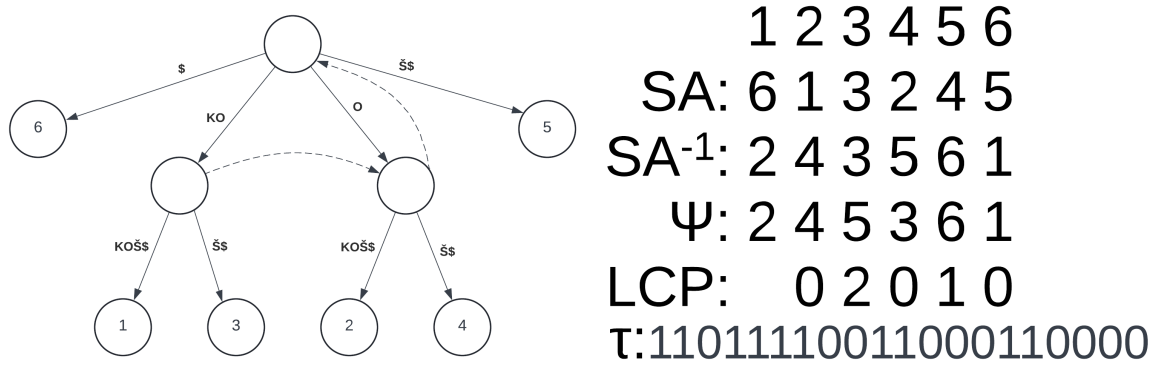 $
KO
O
Š$
6
5
KOŠ$
Š$
KOŠ$
Š$
1
3
2
4
1 2 3 4 5 6
SA: 6 1 3 2 4 5
SA-1: 2 4 3 5 6 1
Ψ: 2 4 5 3 6 1
LCP: 0 2 0 1 0
τ:11011110011000110000